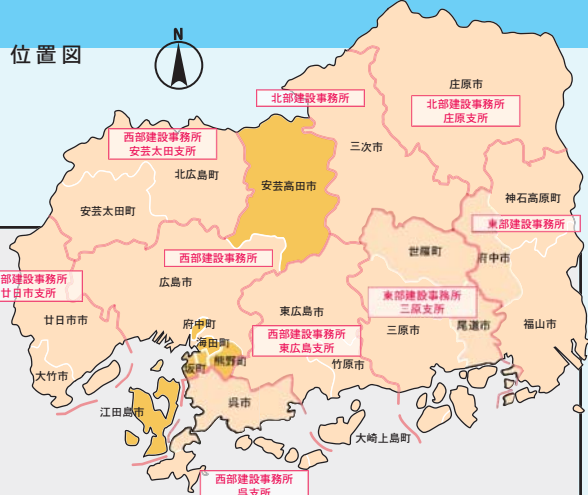 位置図
N
庄原市
北部建設事務所
北部建設事務所
庄原支所
西部建設事務所
安芸太田支所
三次市
北広島町
安芸高田市
神石高原町
安芸太田町
東部建設事務所
世羅町
府中市
西部建設事務所
部建設事務所
廿日市支所
広島市
東部建設事務所
三原支所
廿日市市
府中町
東広島市
海田町
西部建設事務所
東広島支所
三原市
尾道市
福山市
坂町
熊野町
竹原市
大竹市
江田島市
呉市
大崎上島町
西部建設事務所
呉支所